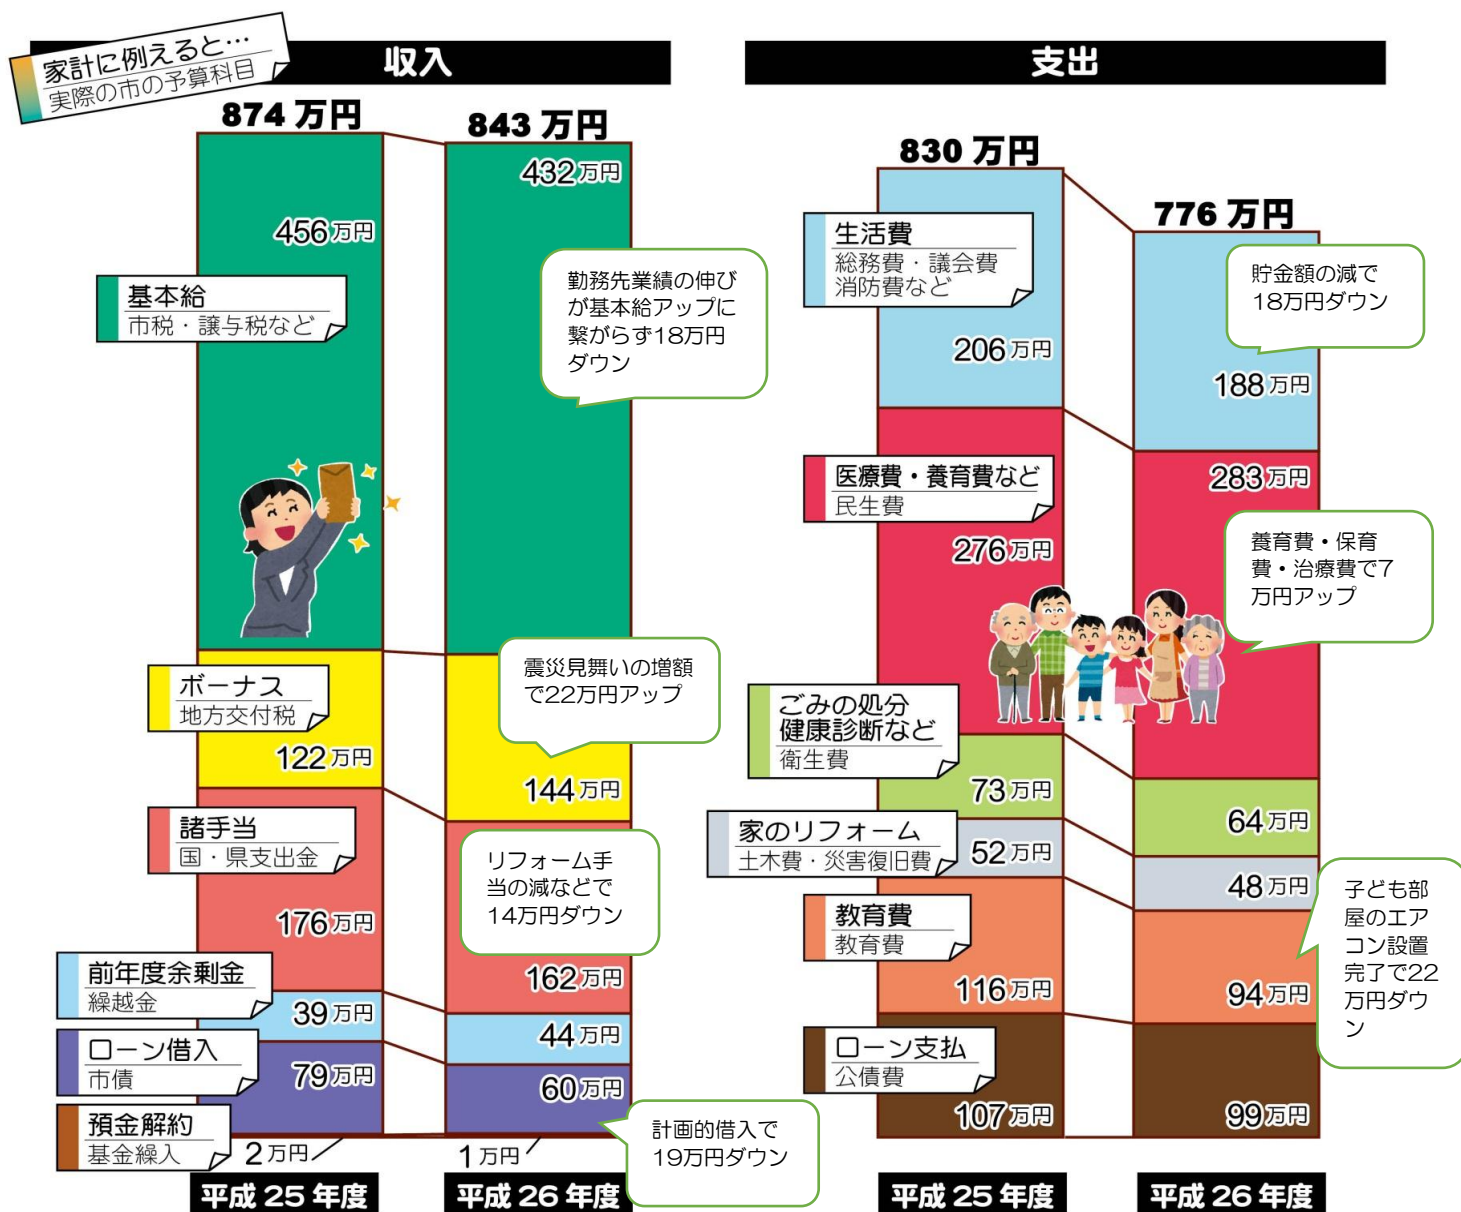 家計に例えると…
実際の市の予算科目
収入
874 万円
843 万円
456万円
432万円
基本給
市税・譲与税など
勤務先業績の伸び
が基本給アップに
繋がらず18万円
ダウン
ボーナス
地方交付税
122万円
144万円
震災見舞いの増額
で22万円アップ
諸手当
国・県支出金
176万円
162万円
リフォーム手
当の減などで
14万円ダウン
前年度余剰金
繰越金
39万円
44万円
ローン借入
市債
79万円
60万円
計画的借入で
19万円ダウン
預金解約
基金繰入
2万円
1万円
平成 25 年度
平成 26 年度
支出
830 万円
776 万円
生活費
総務費・議会費
消防費など
206万円
188万円
貯金額の減で
18万円ダウン
医療費・養育費など
民生費
276万円
283万円
養育費・保育
費・治療費で7
万円アップ
ごみの処分
健康診断など
衛生費
73万円
64万円
家のリフォーム
土木費・災害復旧費
52万円
48万円
教育費
教育費
116万円
94万円
子ども部
屋のエア
コン設置
完了で22
万円ダウ
ン
ローン支払
公債費
107万円
99万円
平成 25 年度
平成 26 年度